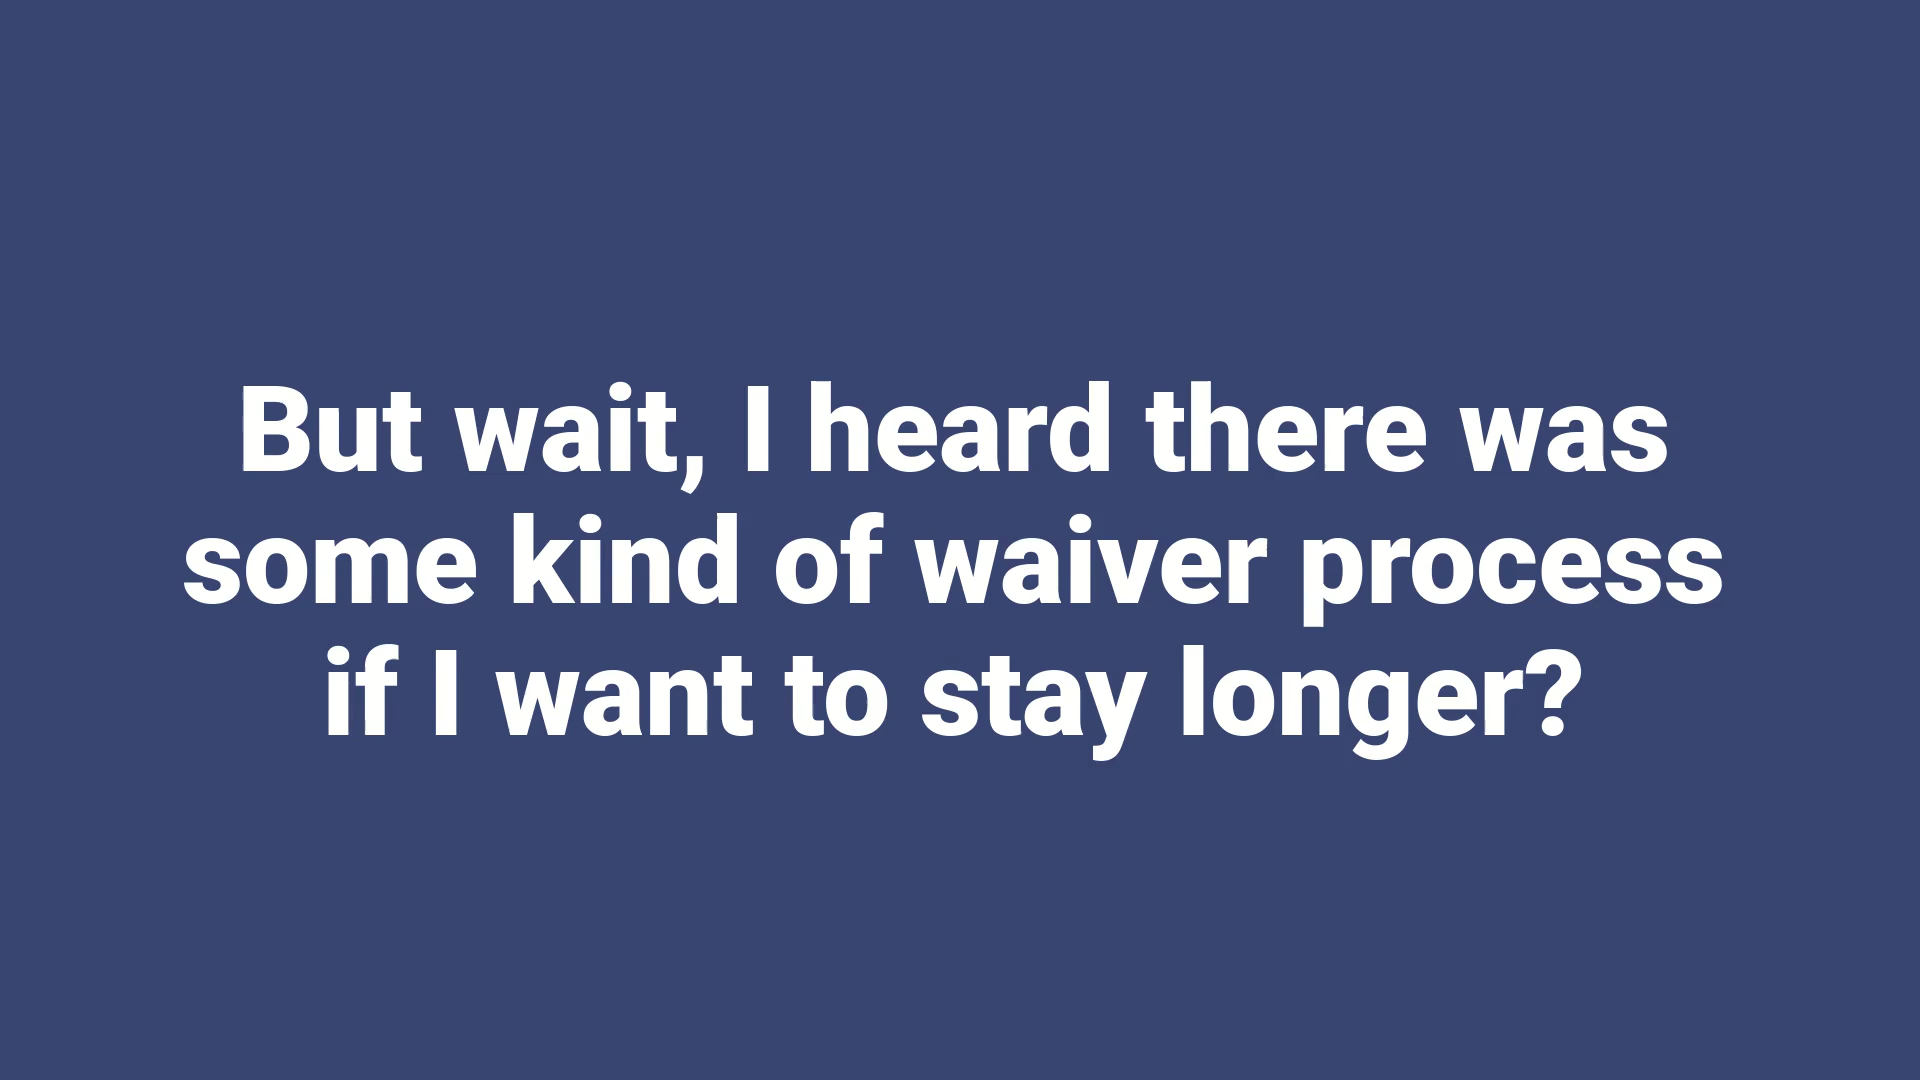 But wait, I heard there was
some kind of waiver process
if I want to stay longer?